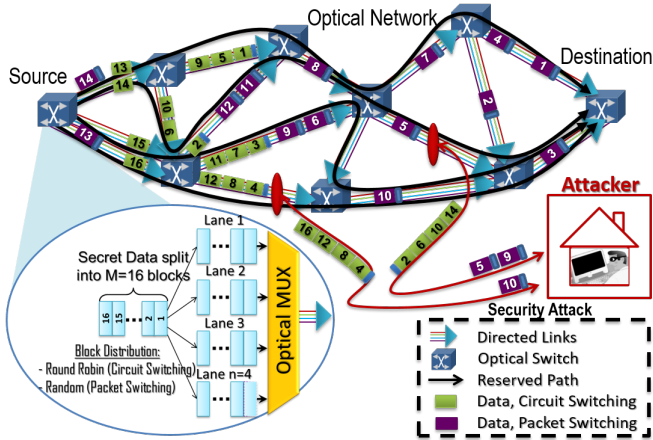 Optical Network
Source
Destination
14
13
14
9 5 1
10
6
12
11
2
8
7
4
1
2
13
15
16
11 7 3
9 6
12 8 4
5
3
10
16 12 8 4
2 6 10 14
5 9
10
Attacker
Security Attack
Secret Data split
into M=16 blocks
16 15 2 1
Lane 1
Lane 2
Lane 3
Lane n=4
Optical MUX
Block Distribution:
- Round Robin (Circuit Switching)
- Random (Packet Switching)
Directed Links
Optical Switch
Reserved Path
Data, Circuit Switching
Data, Packet Switching